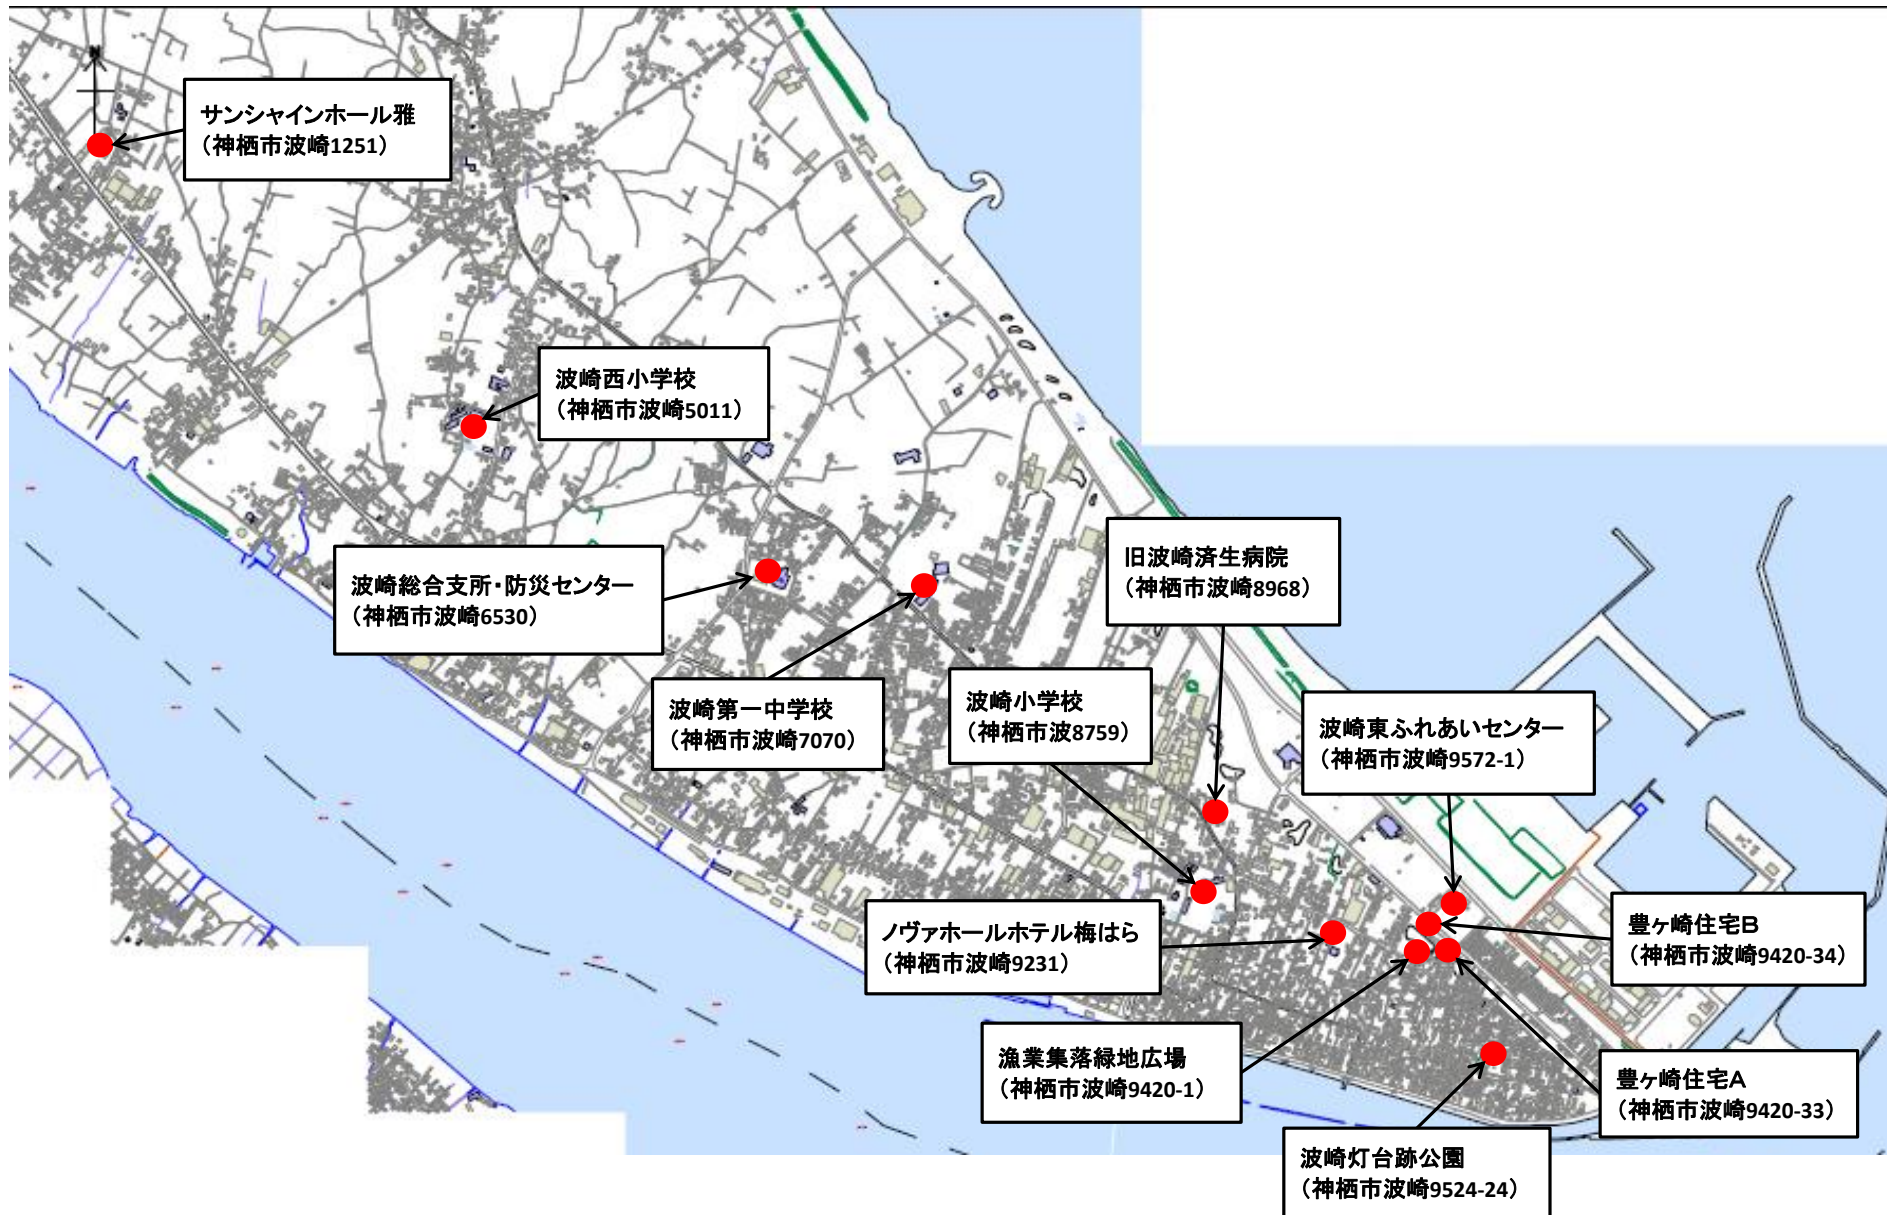 N
サンシャインホール雅
（神栖市波崎1251）
波崎西小学校
（神栖市波崎5011）
波崎総合支所・防災センター
（神栖市波崎6530）
波崎第一中学校
（神栖市波崎7070）
波崎小学校
（神栖市波8759）
旧波崎済生病院
（神栖市波崎8968）
波崎東ふれあいセンター
（神栖市波崎9572-1）
ノヴァホールホテル梅はら
（神栖市波崎9231）
豊ヶ崎住宅B
（神栖市波崎9420-34）
漁業集落緑地広場
（神栖市波崎9420-1）
豊ヶ崎住宅A
（神栖市波崎9420-33）
波崎灯台跡公園
（神栖市波崎9524-24）